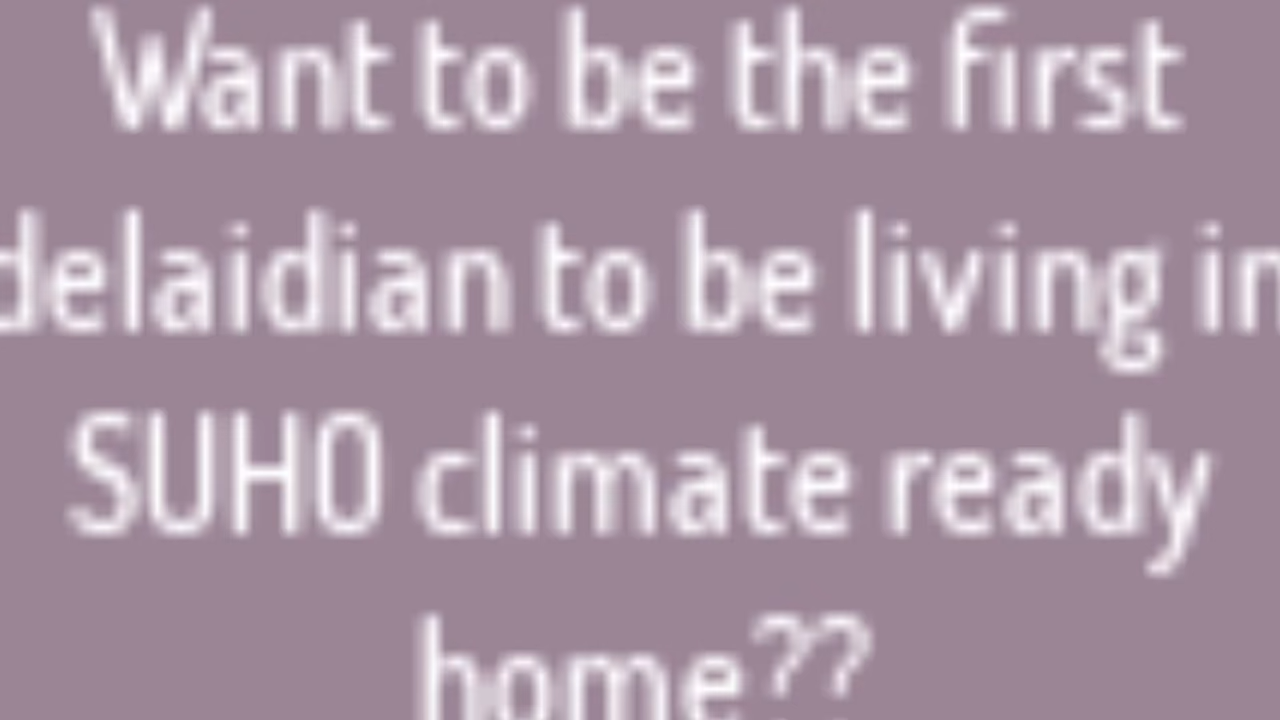 Want to be the first
delaidian to be living in
SUHO climate ready
home??